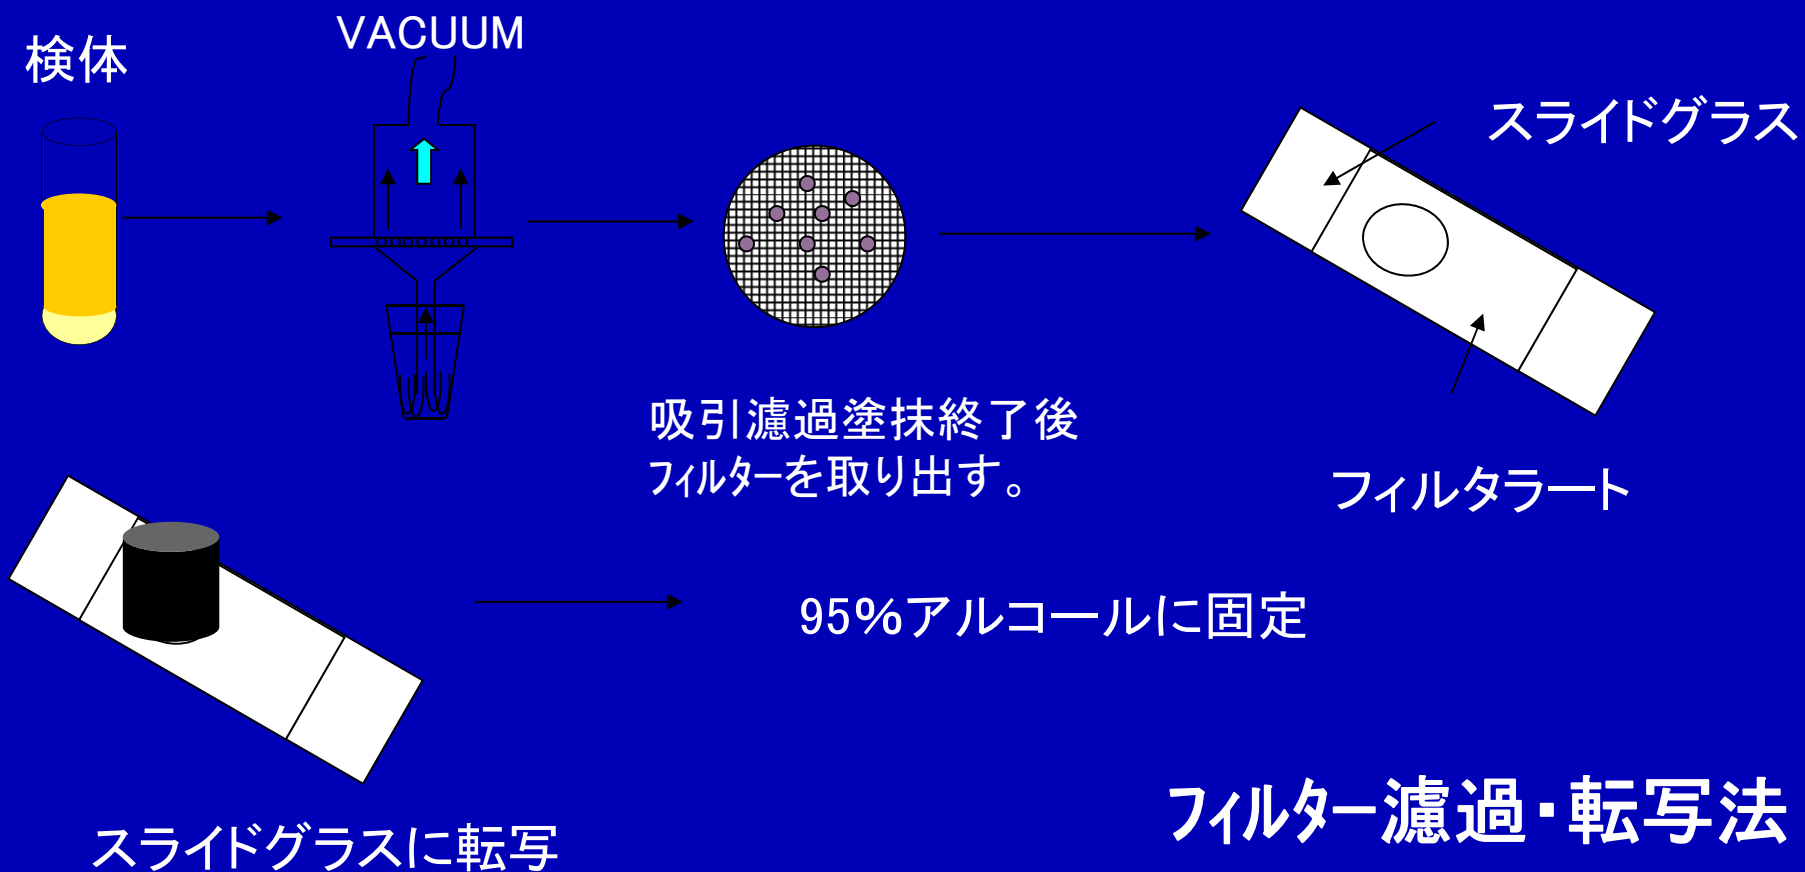 検体
VACUUM
スライドグラス
吸引濾過塗抹終了後
フィルターを取り出す。
フィルタラート
スライドグラスに転写
95%アルコールに固定
フィルター濾過・転写法